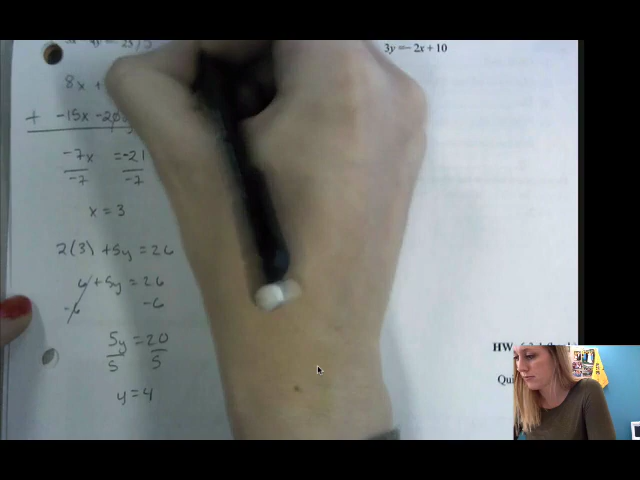 3y = - 2x + 10
8x +
+ -15x - 20
-7x = -21
-7 -7
x = 3
2(3) + 5y = 26
6 + 5y = 26
-6 -6
5y = 20
5 5
y = 4
HW